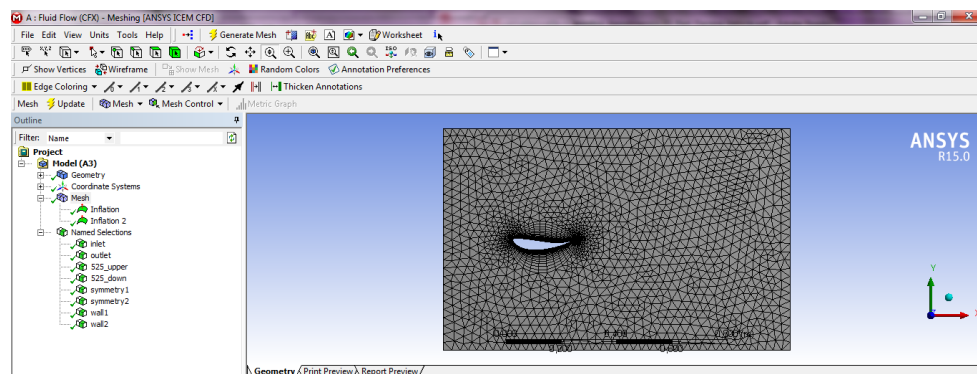 A : Fluid Flow (CFX) - Meshing [ANSYS ICEM CFD]
File Edit View Units Tools Help Generate Mesh A Worksheet i
Show Vertices Wireframe Show Mesh Random Colors Annotation Preferences
Edge Coloring Thicken Annotations
Mesh Update Mesh Mesh Control Metric Graph
Outline
Filter: Name
Project
Model (A3)
Geometry
Coordinate Systems
Mesh
Inflation
Inflation 2
Named Selections
inlet
outlet
525_upper
525_down
symmetry1
symmetry2
wall1
wall2
ANSYS
R15.0
Y
X
Geometry Print Preview Report Preview